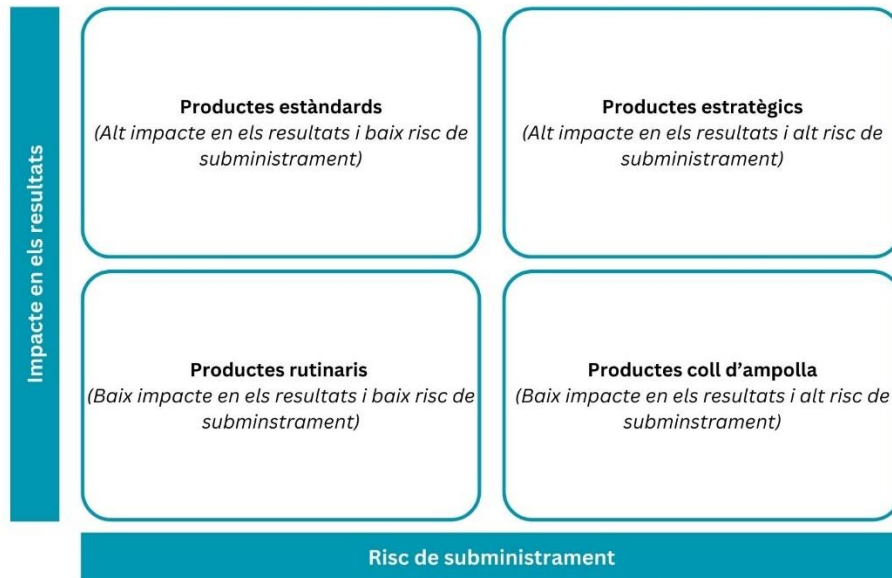 Impacte en els resultats
Productes estàndards
(Alt impacte en els resultats i baix risc de
subministrament)
Productes estratègics
(Alt impacte en els resultats i alt risc de
subministrament)
Productes rutinaris
(Baix impacte en els resultats i baix risc de
subminstrament)
Productes coll d’ampolla
(Baix impacte en els resultats i alt risc de
subminstrament)
Risc de subministrament